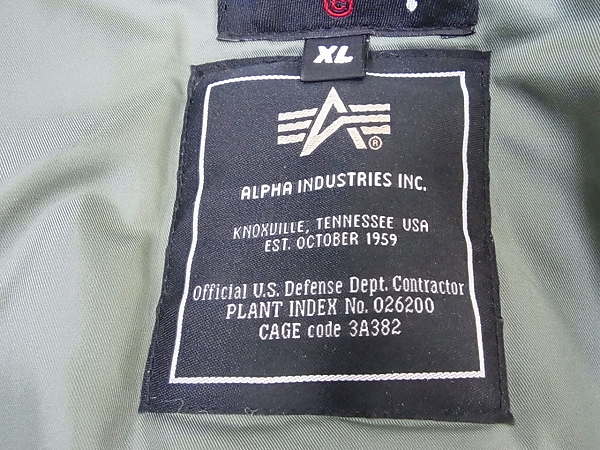 XL
®
ALPHA INDUSTRIES INC.
KNOXUILLE, TENNESSEE USA
EST. OCTOBER 1959
Official U.S. Defense Dept. Contractor
PLANT INDEX No. 026200
CAGE code 3A382